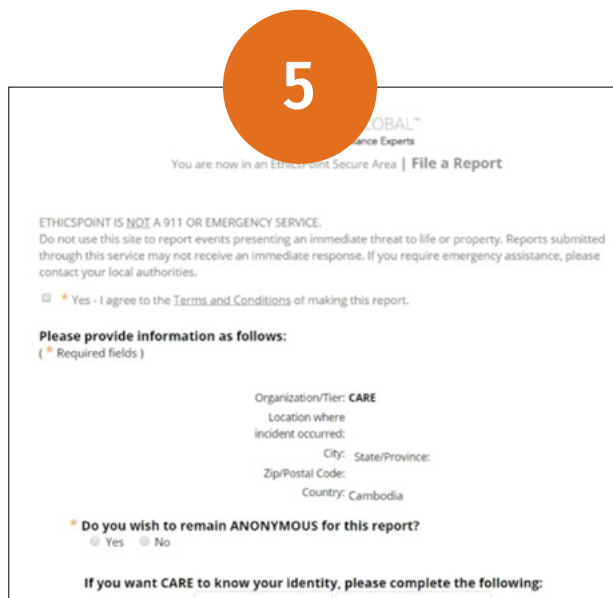 5
OBAL™
iance Experts
You are now in an EthicsPoint Secure Area | File a Report
ETHICSPOINT IS NOT A 911 OR EMERGENCY SERVICE.
Do not use this site to report events presenting an immediate threat to life or property. Reports submitted
through this service may not receive an immediate response. If you require emergency assistance, please
contact your local authorities.
* Yes - I agree to the Terms and Conditions of making this report.
Please provide information as follows:
( * Required fields )
Organization/Tier: CARE
Location where
incident occurred:
City: State/Province:
Zip/Postal Code:
Country: Cambodia
* Do you wish to remain ANONYMOUS for this report?
Yes No
If you want CARE to know your identity, please complete the following: